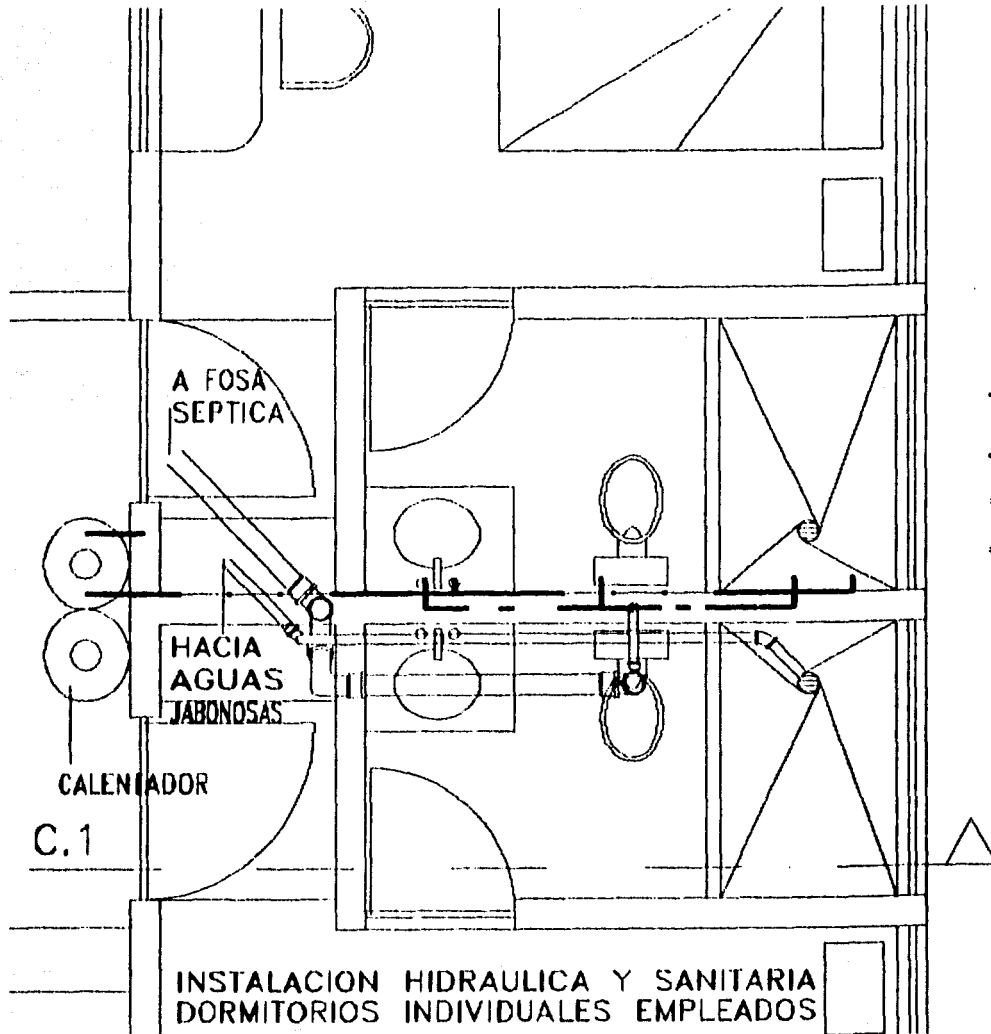 A FOSA
SEPTICA
HACIA
AGUAS
JABONOSAS
CALENTADOR
C.1
INSTALACION HIDRAULICA Y SANITARIA
DORMITORIOS INDIVIDUALES EMPLEADOS